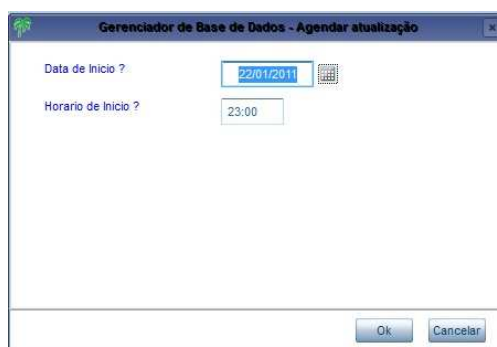 Gerenciador de Base de Dados - Agendar atualização
Data de Inicio ? 22/01/2011
Horario de Inicio ? 23:00
Ok Cancelar